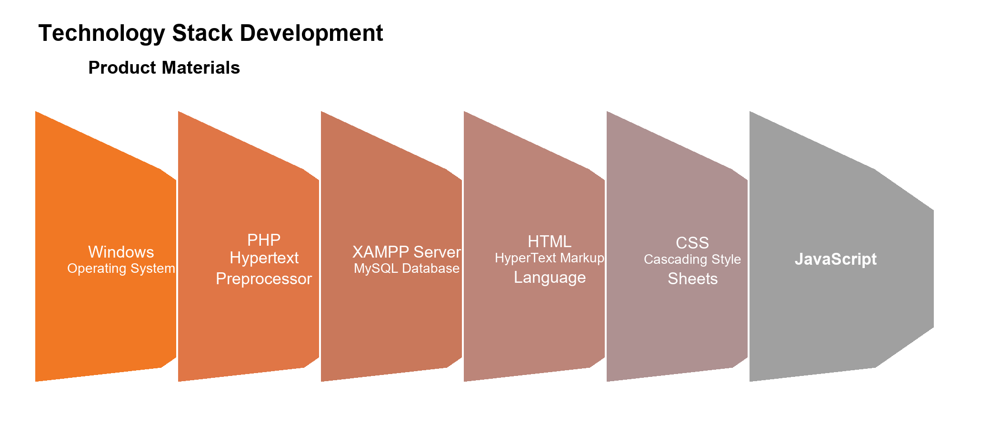 Technology Stack Development
Product Materials
Windows
Operating System
PHP
Hypertext
Preprocessor
XAMPP Server
MySQL Database
HTML
HyperText Markup
Language
CSS
Cascading Style
Sheets
JavaScript